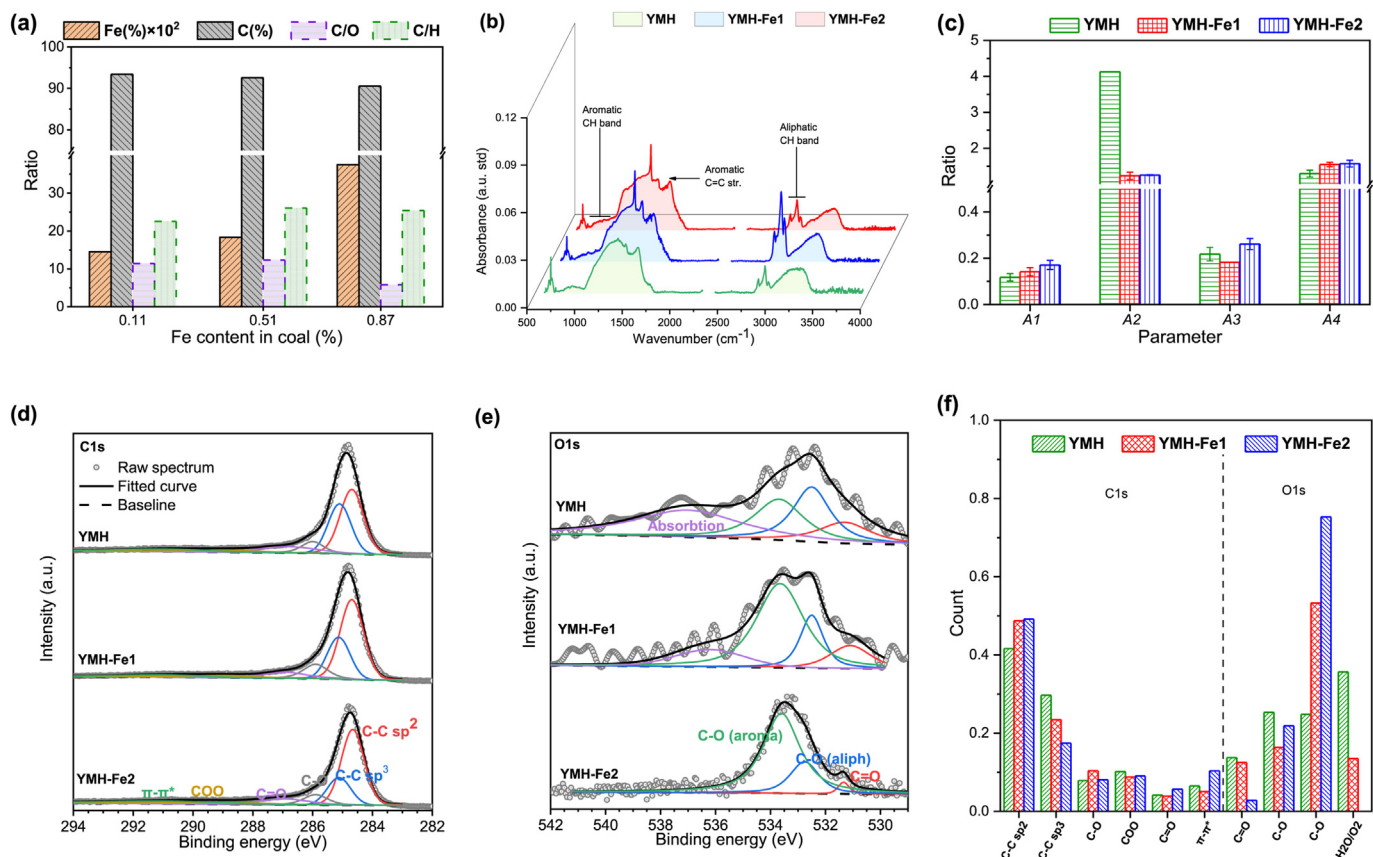 (a)
Fe(%)×10²
C(%)
C/O
C/H
100
90
80
30
20
10
0
Ratio
0.11
0.51
0.87
Fe content in coal (%)
(b)
YMH
YMH-Fe1
YMH-Fe2
0.12
0.09
0.06
0.03
0.00
Absorbance (a.u. std)
Aromatic
CH band
Aromatic
C=C str.
Aliphatic
CH band
500
1000
1500
2000
2500
3000
3500
4000
Wavenumber (cm⁻¹)
(c)
YMH
YMH-Fe1
YMH-Fe2
5
4
3
2
1
0.4
0.2
0.0
Ratio
A1
A2
A3
A4
Parameter
(d)
C1s
Raw spectrum
Fitted curve
Baseline
YMH
YMH-Fe1
YMH-Fe2
C-C sp²
C-C sp³
C=O
COO
π-π*
Intensity (a.u.)
294
292
290
288
286
284
282
Binding energy (eV)
(e)
O1s
YMH
Absorbtion
YMH-Fe1
YMH-Fe2
C-O (aroma)
C-O (aliph)
C=O
Intensity (a.u.)
542
540
538
536
534
532
530
Binding energy (eV)
(f)
YMH
YMH-Fe1
YMH-Fe2
C1s
O1s
1.0
0.8
0.6
0.4
0.2
0.0
Count
C-C sp2
C-C sp3
C-O
COO
C=O
π-π*
C=O
C-O
C-O
H2O/O2